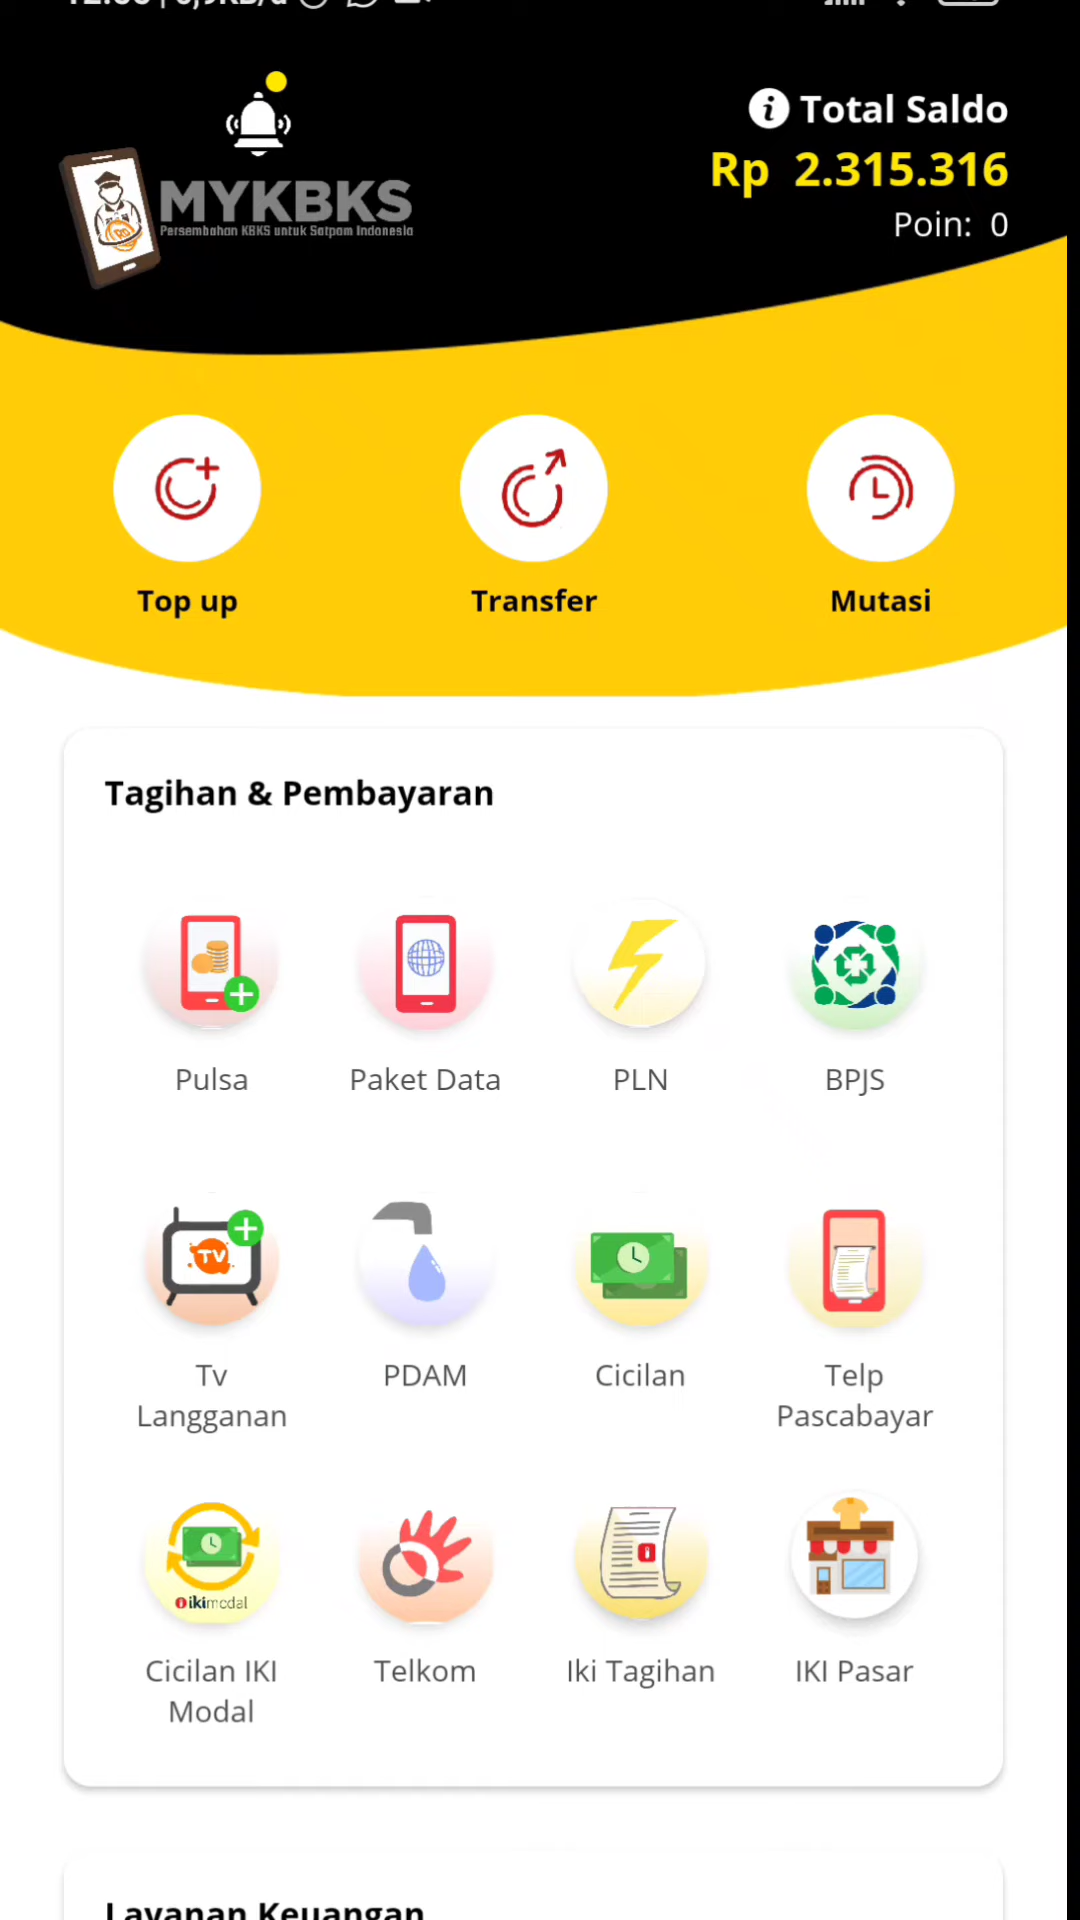 Total Saldo
Rp 2.315.316
Poin: 0
MYKBKS
Persembahan KBKS untuk Satpam Indonesia
Top up
Transfer
Mutasi
Tagihan & Pembayaran
Pulsa
Paket Data
PLN
BPJS
TV
Tv
Langganan
PDAM
Cicilan
Telp
Pascabayar
ikimodal
Cicilan IKI
Modal
Telkom
Iki Tagihan
IKI Pasar
Layanan Keuangan